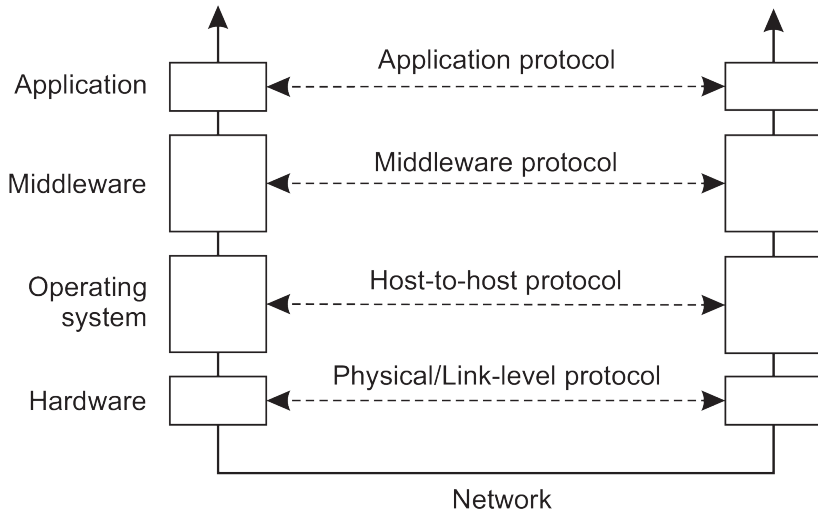 Application protocol
Application
Middleware protocol
Middleware
Host-to-host protocol
Operating
system
Physical/Link-level protocol
Hardware
Network